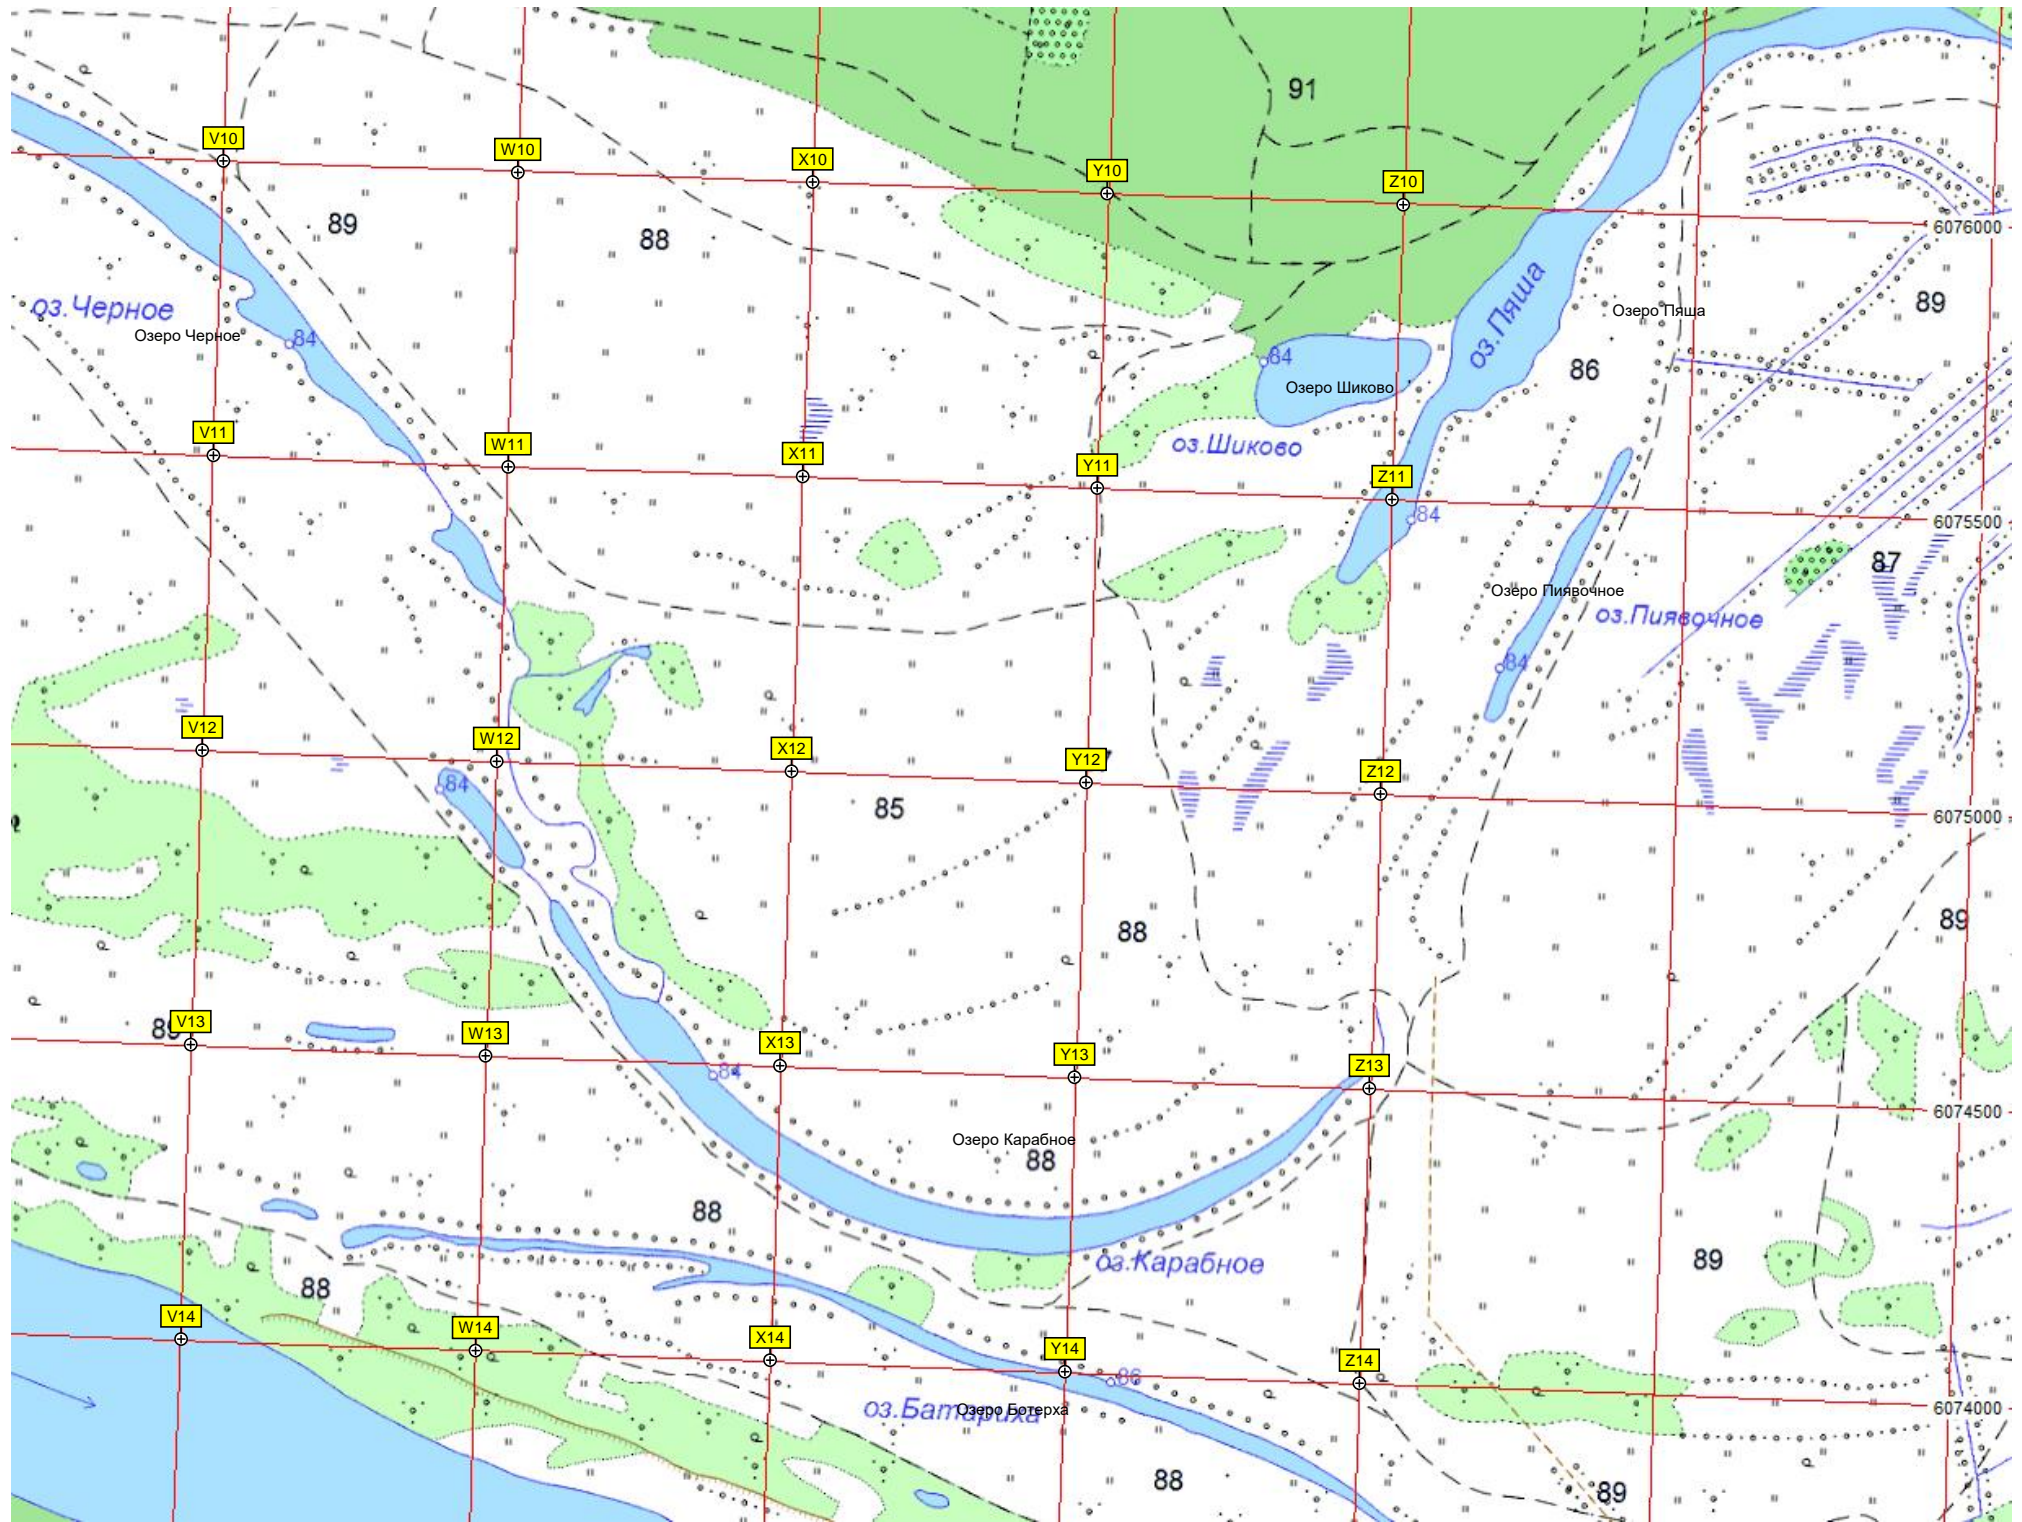 91
V10
W10
X10
Y10
Z10
89
88
6076000
оз.Черное
Озеро Черное
84
оз.Пяша
Озеро Пяша
89
84
86
Озеро Шиково
V11
W11
X11
Y11
Z11
оз.Шиково
84
6075500
87
Озеро Пиявочное
оз.Пиявочное
84
V12
W12
X12
Y12
Z12
84
85
6075000
88
89
V13
W13
X13
Y13
Z13
84
6074500
Озеро Карабное
88
88
оз.Карабное
89
88
V14
W14
X14
Y14
Z14
86
оз.Батариха
Озеро Ботерха
6074000
88
89